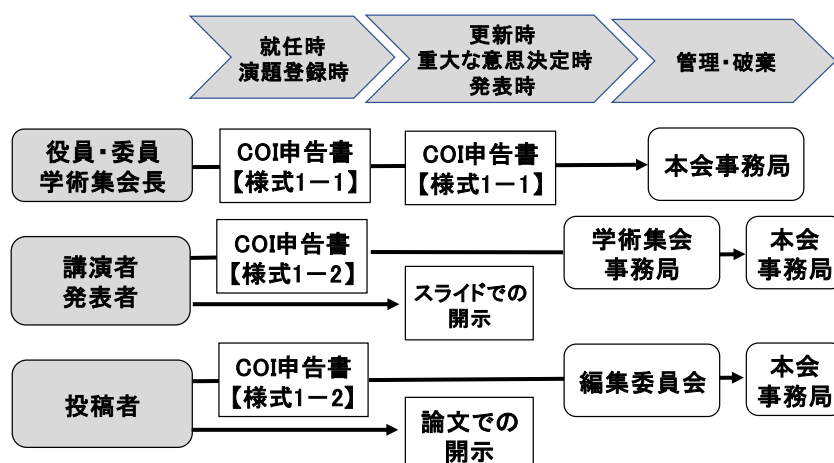 就任時
演題登録時
更新時
重大な意思決定時
発表時
管理・破棄
役員・委員
学術集会長
COI申告書
【様式1－1】
COI申告書
【様式1－1】
本会事務局
講演者
発表者
COI申告書
【様式1－2】
学術集会
事務局
本会
事務局
スライドでの
開示
投稿者
COI申告書
【様式1－2】
編集委員会
本会
事務局
論文での
開示